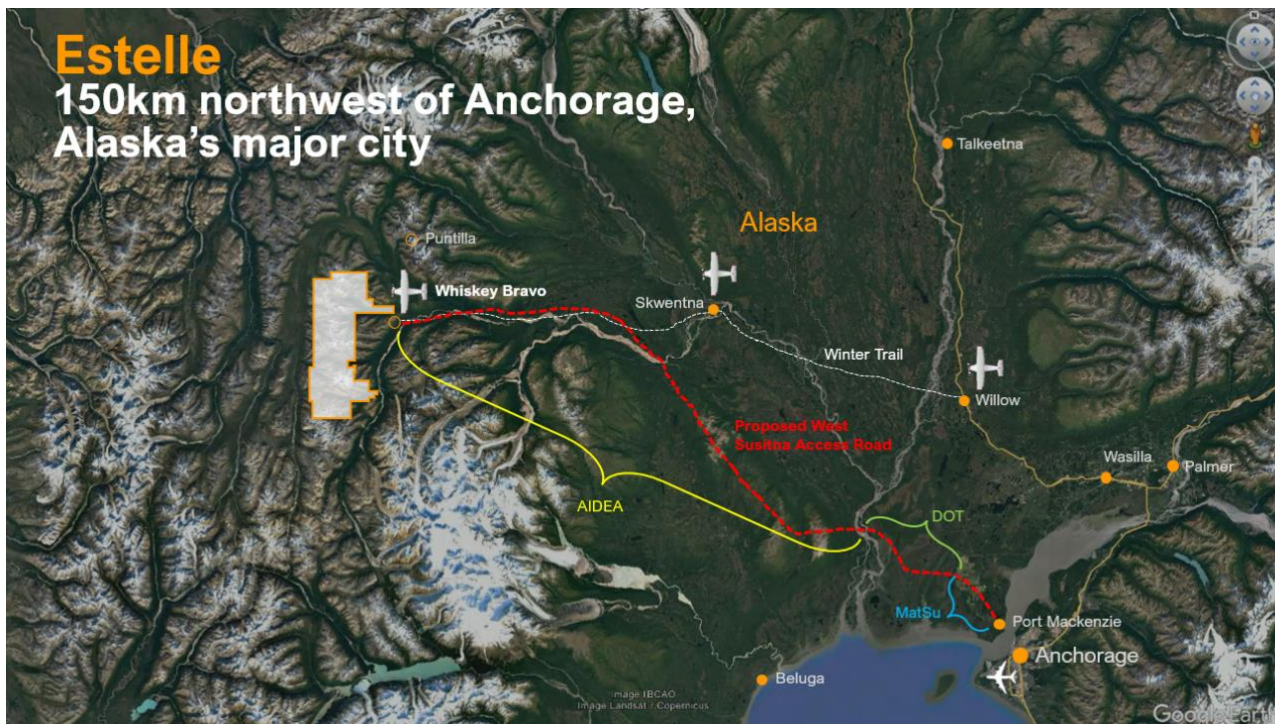 Estelle
150km northwest of Anchorage,
Alaska's major city
Talkeetna
Alaska
Puntilla
Whiskey Bravo
Skwentna
Winter Trail
Willow
Proposed West
Susitna Access Road
Wasilla
Palmer
AIDEA
DOT
MatSu
Port Mackenzie
Anchorage
Beluga
Image IBCAO
Image Landsat / Copernicus
Google Earth